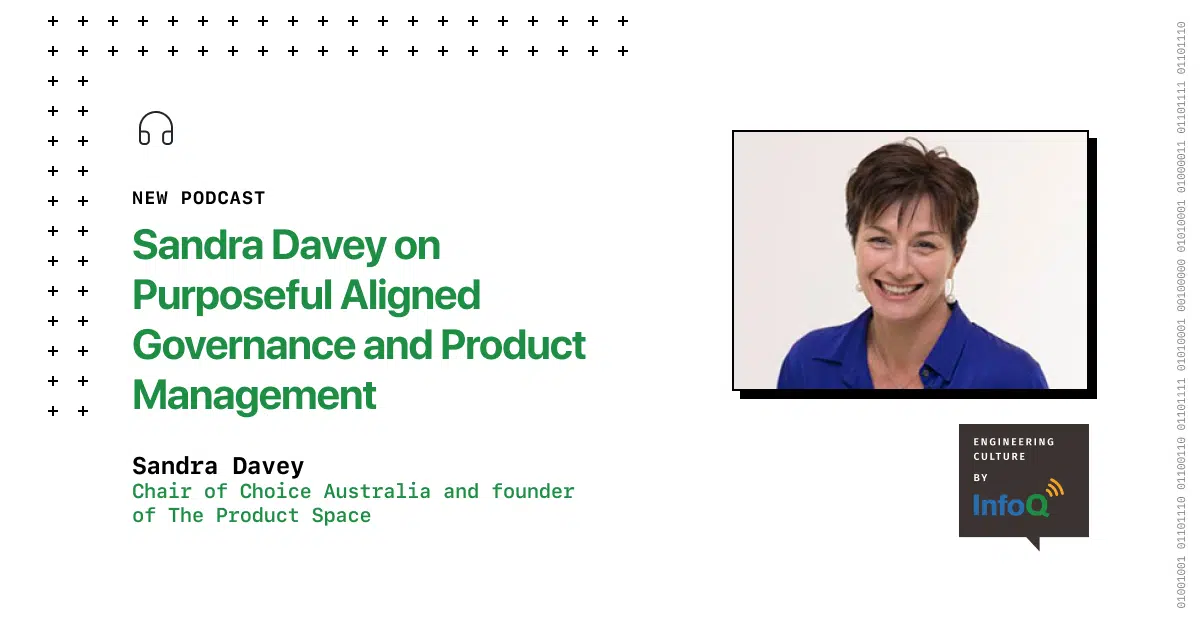 NEW PODCAST
Sandra Davey on
Purposeful Aligned
Governance and Product
Management
Sandra Davey
Chair of Choice Australia and founder
of The Product Space
ENGINEERING
CULTURE
BY
InfoQ
01001001 01101110 01100110 01101111 01010001 00100000 01010001 01000011 01101111 01101110